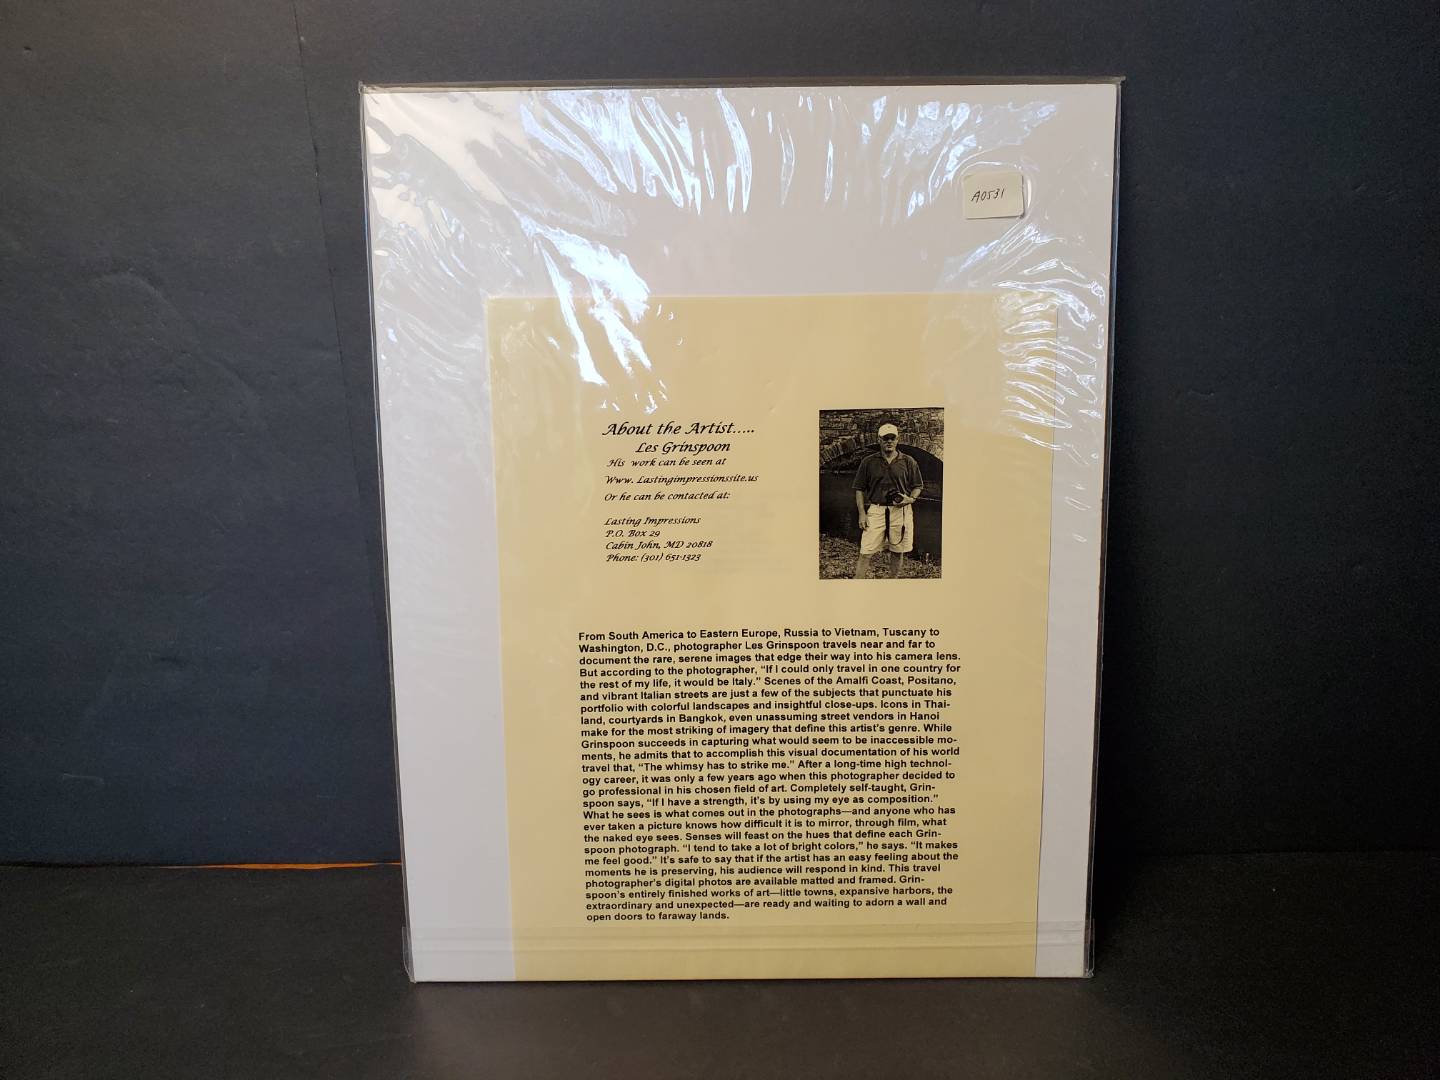 A0531
About the Artist.....
Les Grinspoon
His work can be seen at
Www. Lastingimpressionssite.us
Or he can be contacted at:
Lasting Impressions
P.O. Box 29
Cabin John, MD 20818
Phone: (301) 651-1323
From South America to Eastern Europe, Russia to Vietnam, Tuscany to
Washington, D.C., photographer Les Grinspoon travels near and far to
document the rare, serene images that edge their way into his camera lens.
But according to the photographer, “If I could only travel in one country for
the rest of my life, it would be Italy.” Scenes of the Amalfi Coast, Positano,
and vibrant Italian streets are just a few of the subjects that punctuate his
portfolio with colorful landscapes and insightful close-ups. Icons in Thai-
land, courtyards in Bangkok, even unassuming street vendors in Hanoi
make for the most striking of imagery that define this artist's genre. While
Grinspoon succeeds in capturing what would seem to be inaccessible mo-
ments, he admits that to accomplish this visual documentation of his world
travel that, “The whimsy has to strike me.” After a long-time high technol-
ogy career, it was only a few years ago when this photographer decided to
go professional in his chosen field of art. Completely self-taught, Grin-
spoon says, “If I have a strength, it's by using my eye as composition.”
What he sees is what comes out in the photographs—and anyone who has
ever taken a picture knows how difficult it is to mirror, through film, what
the naked eye sees. Senses will feast on the hues that define each Grin-
spoon photograph. “I tend to take a lot of bright colors,” he says. “It makes
me feel good.” It's safe to say that if the artist has an easy feeling about the
moments he is preserving, his audience will respond in kind. This travel
photographer's digital photos are available matted and framed. Grin-
spoon's entirely finished works of art—little towns, expansive harbors, the
extraordinary and unexpected—are ready and waiting to adorn a wall and
open doors to faraway lands.